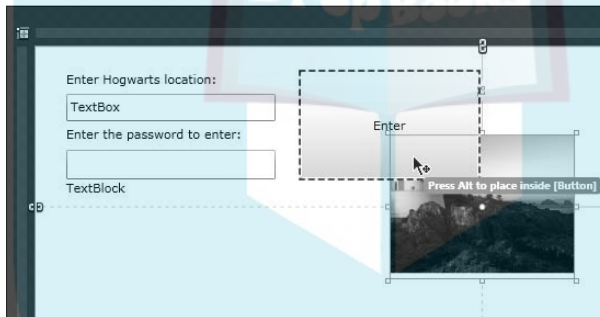 Enter Hogwarts location:
TextBox
Enter the password to enter:
TextBlock
Enter
Press Alt to place inside [Button]